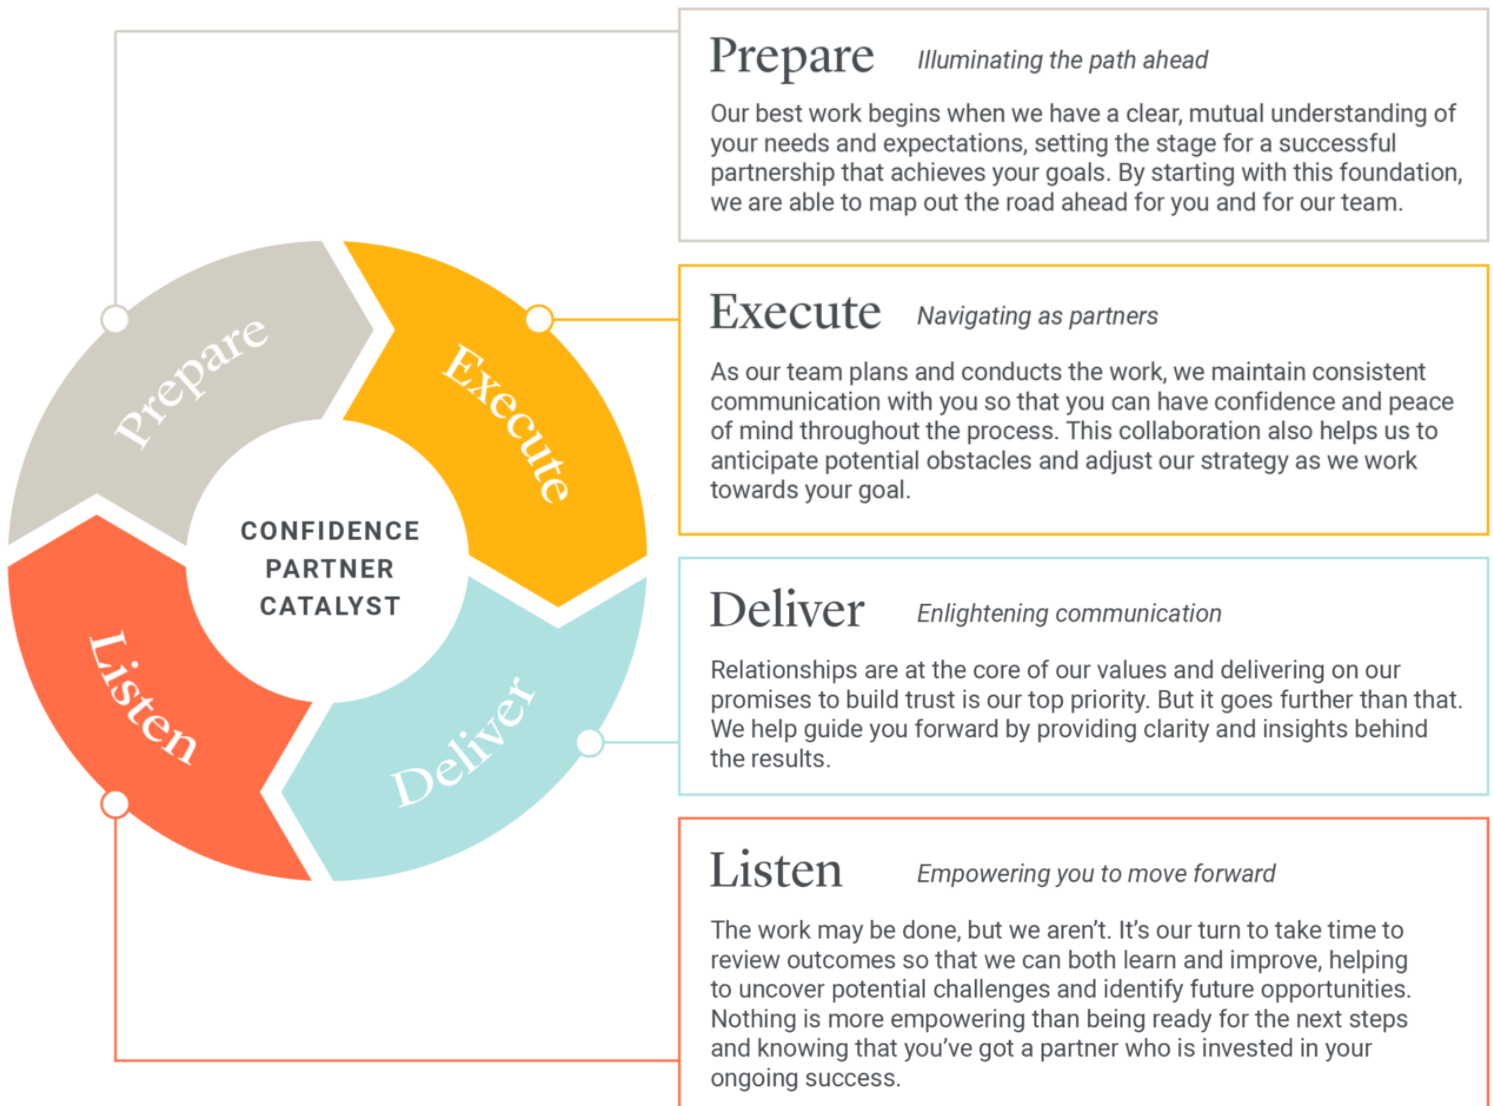 Prepare
Illuminating the path ahead
Our best work begins when we have a clear, mutual understanding of
your needs and expectations, setting the stage for a successful
partnership that achieves your goals. By starting with this foundation,
we are able to map out the road ahead for you and for our team.
Execute
Navigating as partners
As our team plans and conducts the work, we maintain consistent
communication with you so that you can have confidence and peace
of mind throughout the process. This collaboration also helps us to
anticipate potential obstacles and adjust our strategy as we work
towards your goal.
Deliver
Enlightening communication
Relationships are at the core of our values and delivering on our
promises to build trust is our top priority. But it goes further than that.
We help guide you forward by providing clarity and insights behind
the results.
Listen
Empowering you to move forward
The work may be done, but we aren’t. It’s our turn to take time to
review outcomes so that we can both learn and improve, helping
to uncover potential challenges and identify future opportunities.
Nothing is more empowering than being ready for the next steps
and knowing that you’ve got a partner who is invested in your
ongoing success.
Prepare
Execute
Deliver
Listen
CONFIDENCE
PARTNER
CATALYST